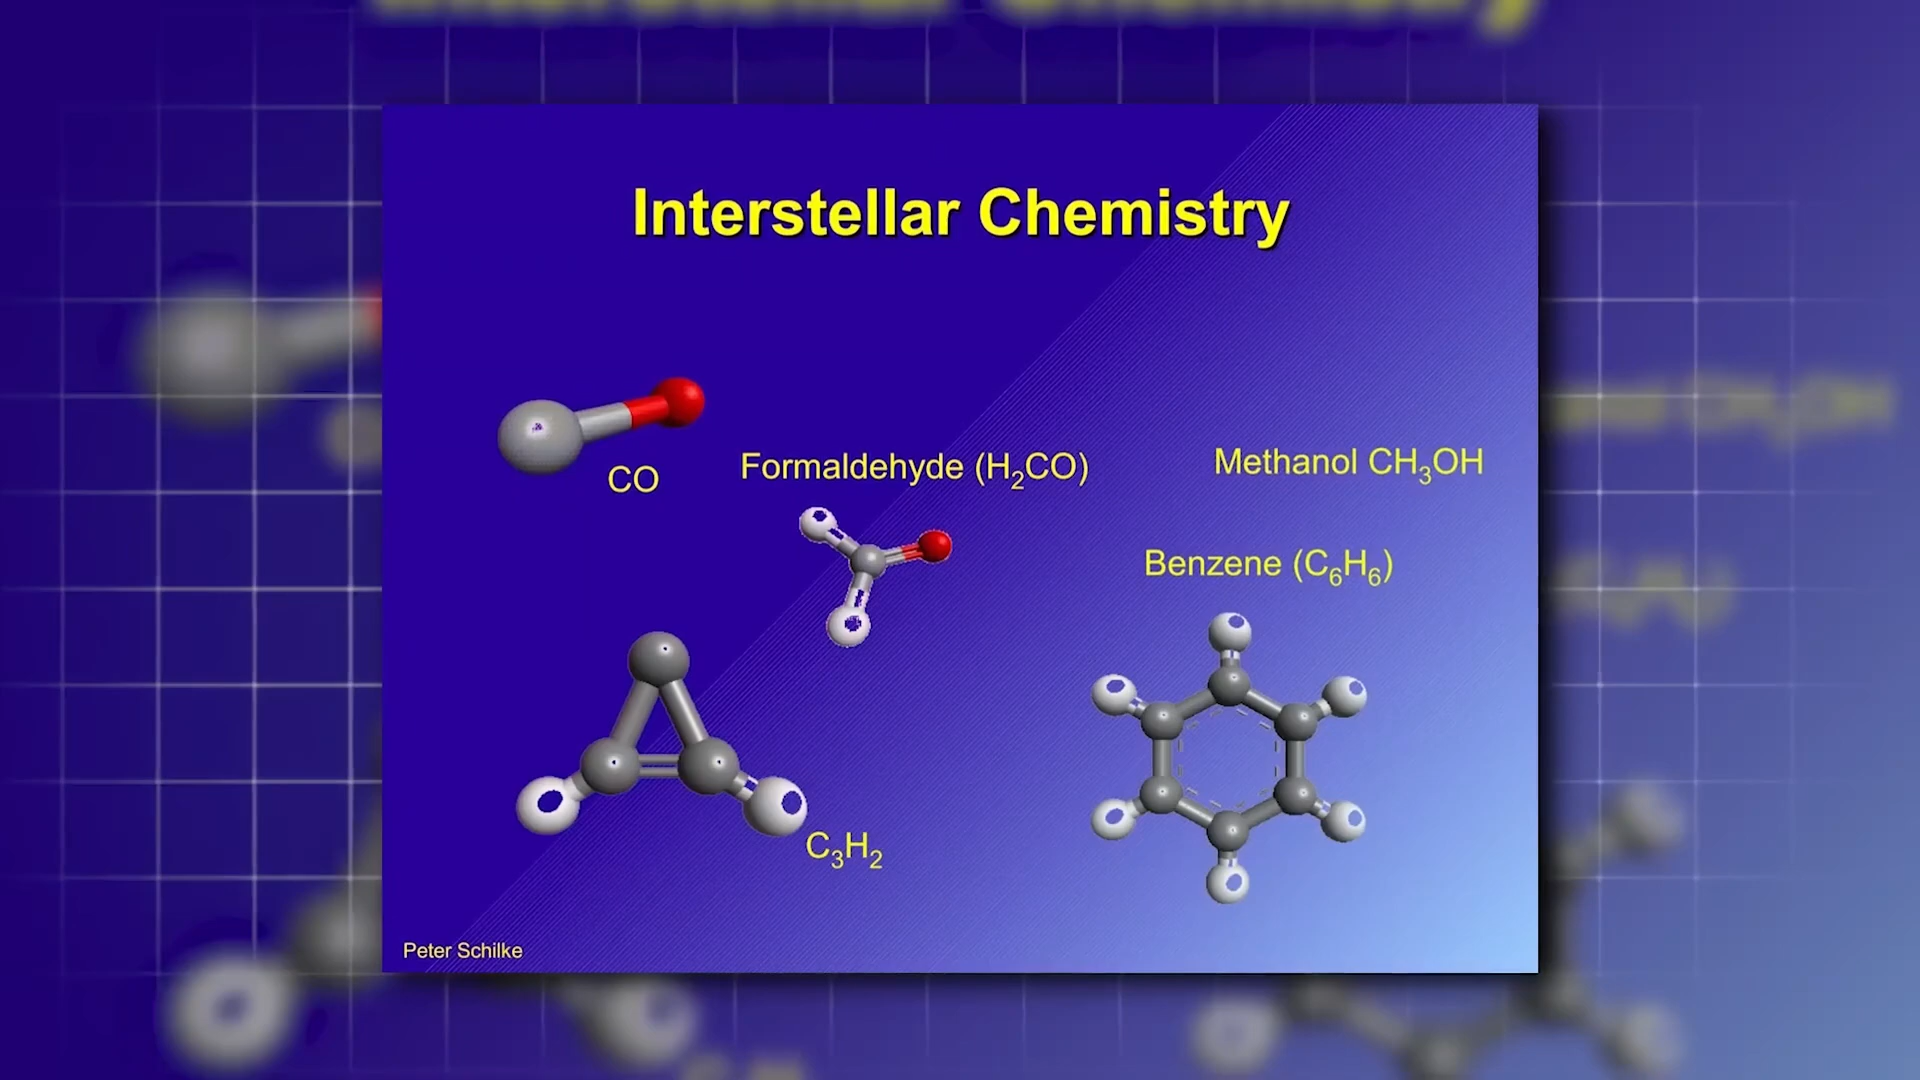 Interstellar Chemistry
CO
Formaldehyde (H₂CO)
Methanol CH₃OH
Benzene (C₆H₆)
C₃H₂
Peter Schilke